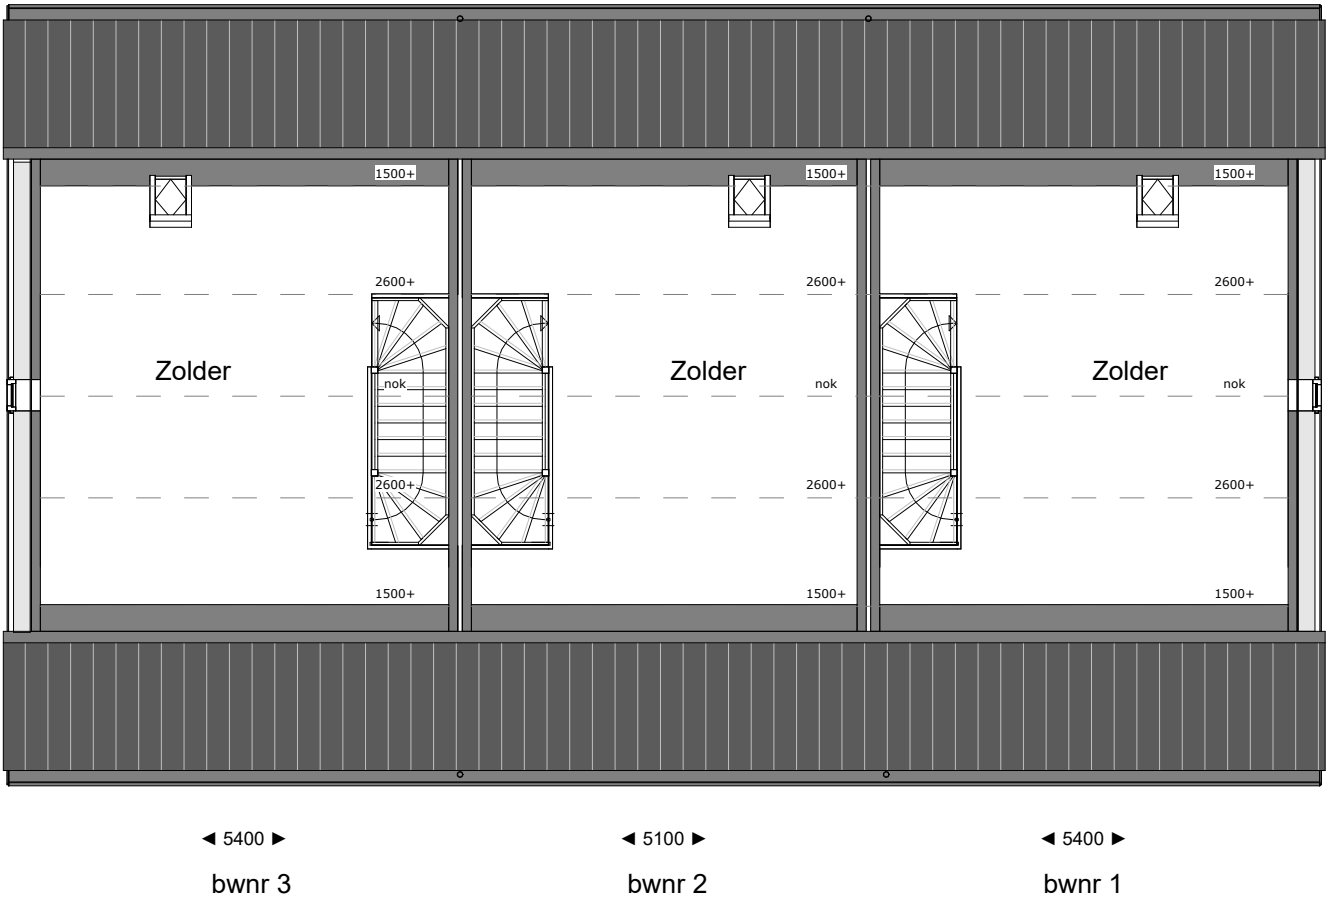 1500+ 1500+ 1500+
2600+ 2600+ 2600+
Zolder Zolder Zolder
nok nok nok
2600+ 2600+ 2600+
1500+ 1500+ 1500+
◄ 5400 ► ◄ 5100 ► ◄ 5400 ►
bwnr 3 bwnr 2 bwnr 1